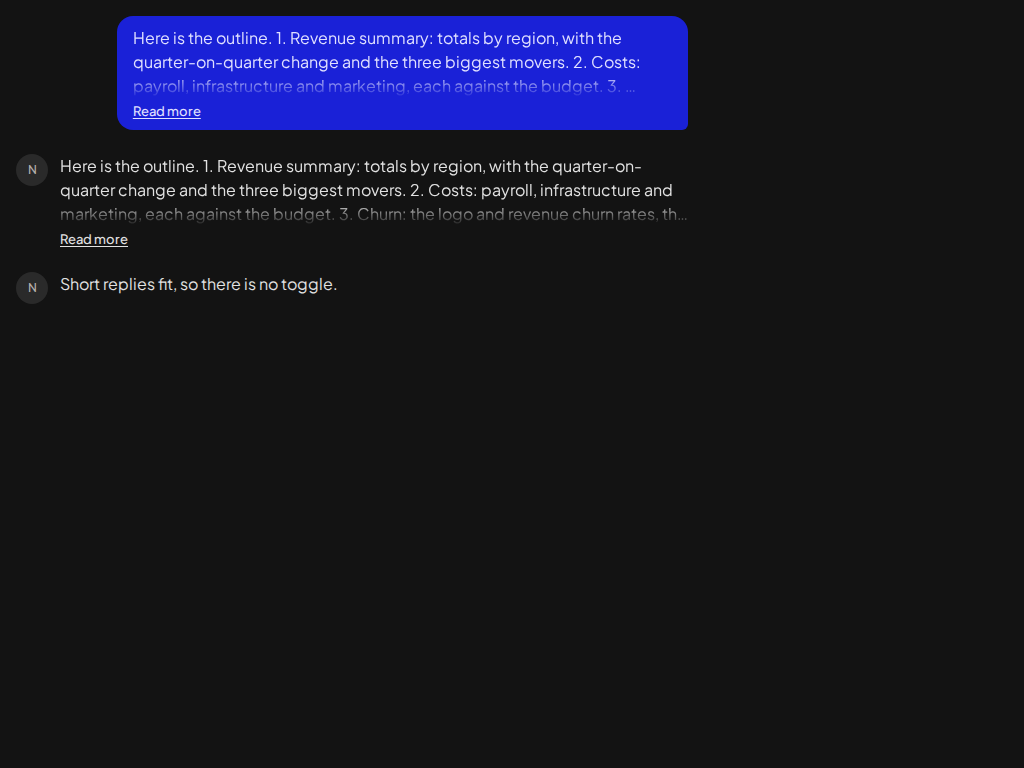 Here is the outline. 1. Revenue summary: totals by region, with the
quarter-on-quarter change and the three biggest movers. 2. Costs:
payroll, infrastructure and marketing, each against the budget. 3. …
Read more
N
Here is the outline. 1. Revenue summary: totals by region, with the quarter-on-
quarter change and the three biggest movers. 2. Costs: payroll, infrastructure and
marketing, each against the budget. 3. Churn: the logo and revenue churn rates, th…
Read more
N
Short replies fit, so there is no toggle.